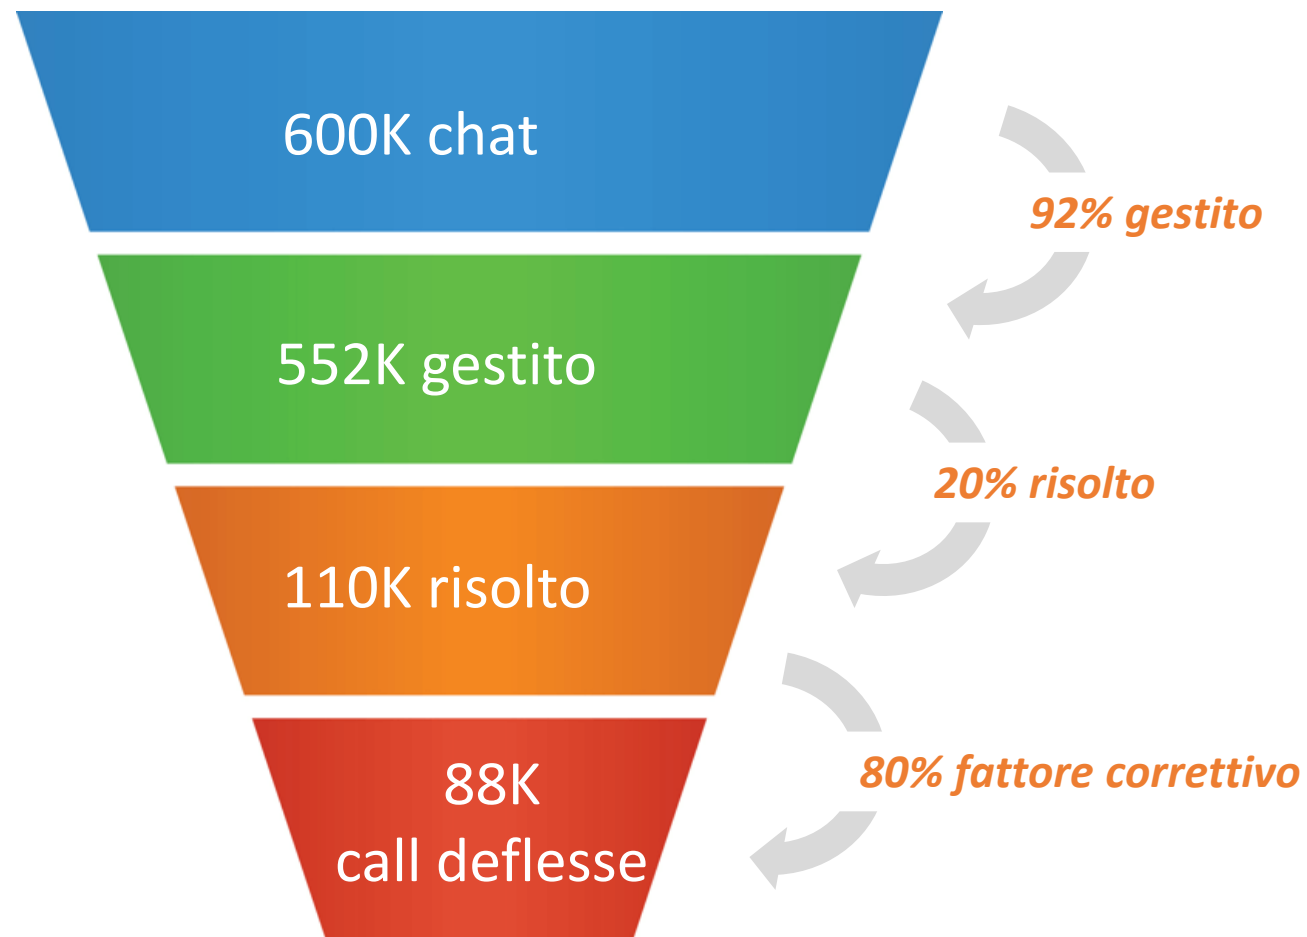 600K chat
92% gestito
552K gestito
20% risolto
110K risolto
80% fattore correttivo
88K
call deflesse